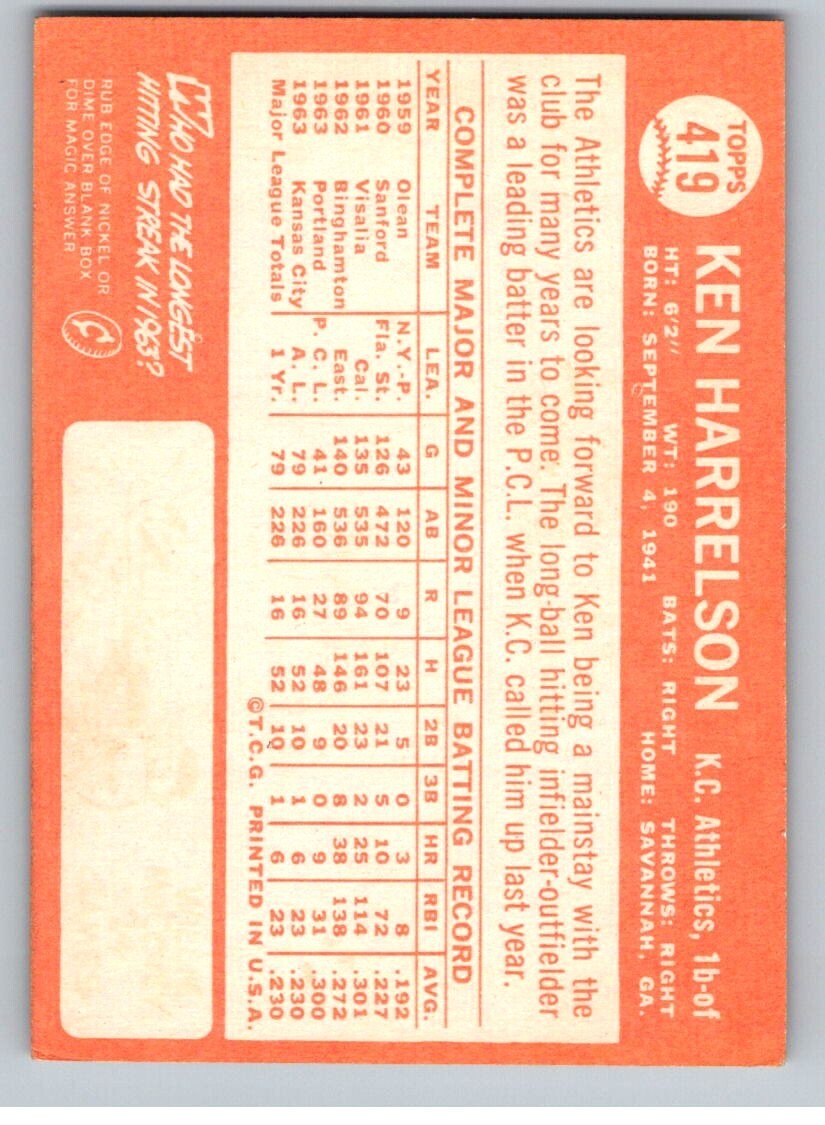 TOPPS
419
KEN HARRELSON K.C. Athletics, 1b-of
HT: 6'2" WT: 190 BATS: RIGHT THROWS: RIGHT
BORN: SEPTEMBER 4, 1941 HOME: SAVANNAH, GA.
The Athletics are looking forward to Ken being a mainstay with the
club for many years to come. The long-ball hitting infielder-outfielder
was a leading batter in the P.C.L. when K.C. called him up last year.
COMPLETE MAJOR AND MINOR LEAGUE BATTING RECORD
YEAR TEAM LEA. G AB R H 2B 3B HR RBI AVG.
1959 Olean N.Y.-P. 43 120 9 23 5 0 3 8 .192
1960 Sanford Fla. St. 126 472 70 107 21 5 10 72 .227
1961 Visalia Cal. 135 535 94 161 23 2 25 114 .301
1962 Binghamton East. 140 536 89 146 20 8 38 138 .272
1963 Portland P. C. L. 41 160 27 48 9 0 9 31 .300
1963 Kansas City A. L. 79 226 16 52 10 1 6 23 .230
Major League Totals 1 Yr. 79 226 16 52 10 1 6 23 .230
©T.C.G. PRINTED IN U.S.A.
WHO HAD THE LONGEST
HITTING STREAK IN 1963?
RUB EDGE OF NICKEL OR
DIME OVER BLANK BOX
FOR MAGIC ANSWER